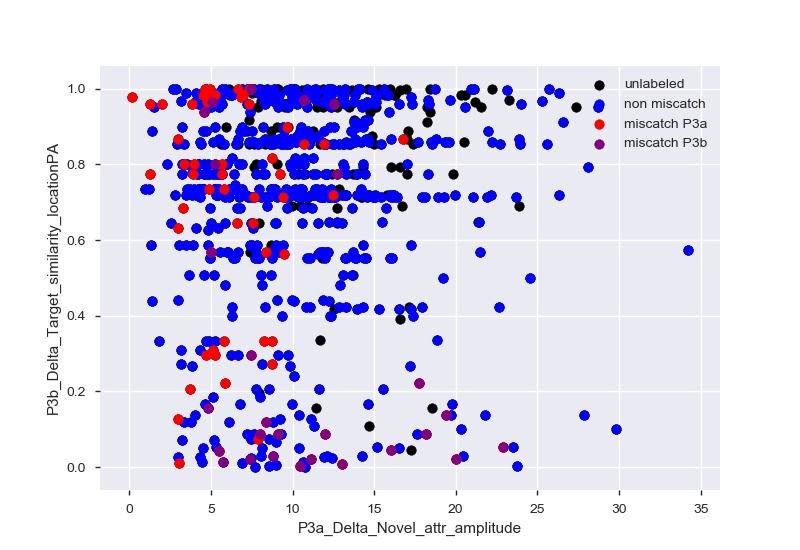 unlabeled
non miscatch
miscatch P3a
miscatch P3b
1.0
0.8
0.6
0.4
0.2
0.0
P3b_Delta_Target_similarity_locationPA
0 5 10 15 20 25 30 35
P3a_Delta_Novel_attr_amplitude